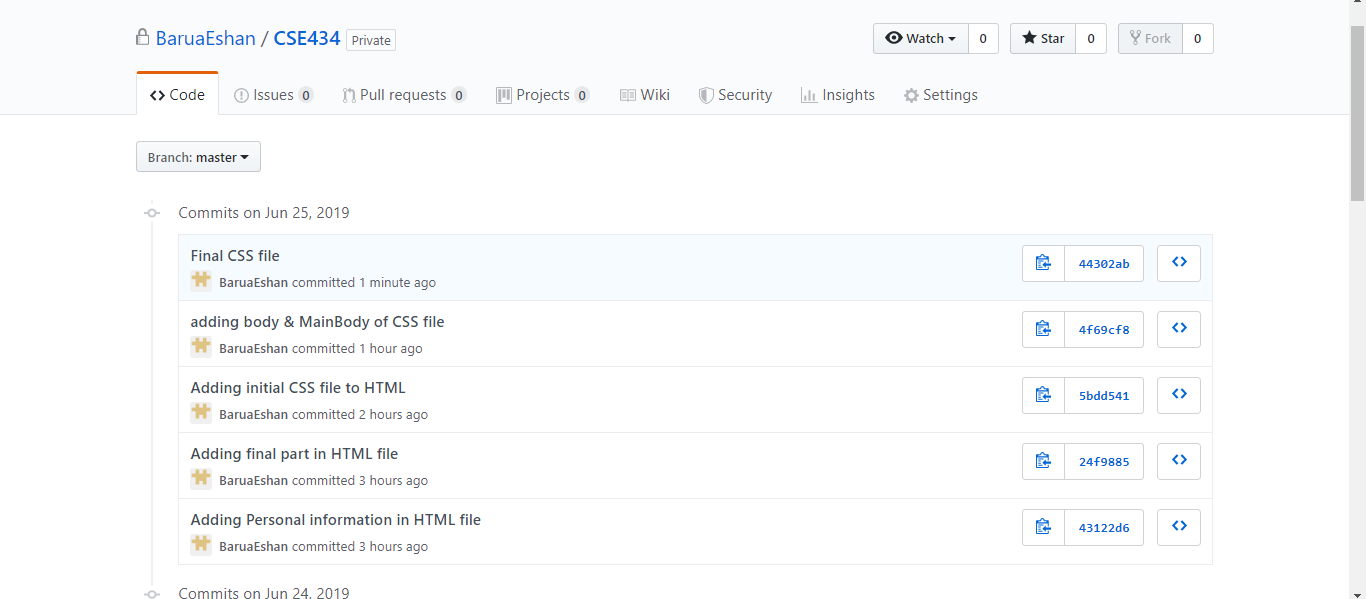 BaruaEshan / CSE434 Private
Watch 0 Star 0 Fork 0
Code Issues 0 Pull requests 0 Projects 0 Wiki Security Insights Settings
Branch: master
Commits on Jun 25, 2019
Final CSS file
BaruaEshan committed 1 minute ago
44302ab
adding body & MainBody of CSS file
BaruaEshan committed 1 hour ago
4f69cf8
Adding initial CSS file to HTML
BaruaEshan committed 2 hours ago
5bdd541
Adding final part in HTML file
BaruaEshan committed 3 hours ago
24f9885
Adding Personal information in HTML file
BaruaEshan committed 3 hours ago
43122d6
Commits on Jun 24, 2019